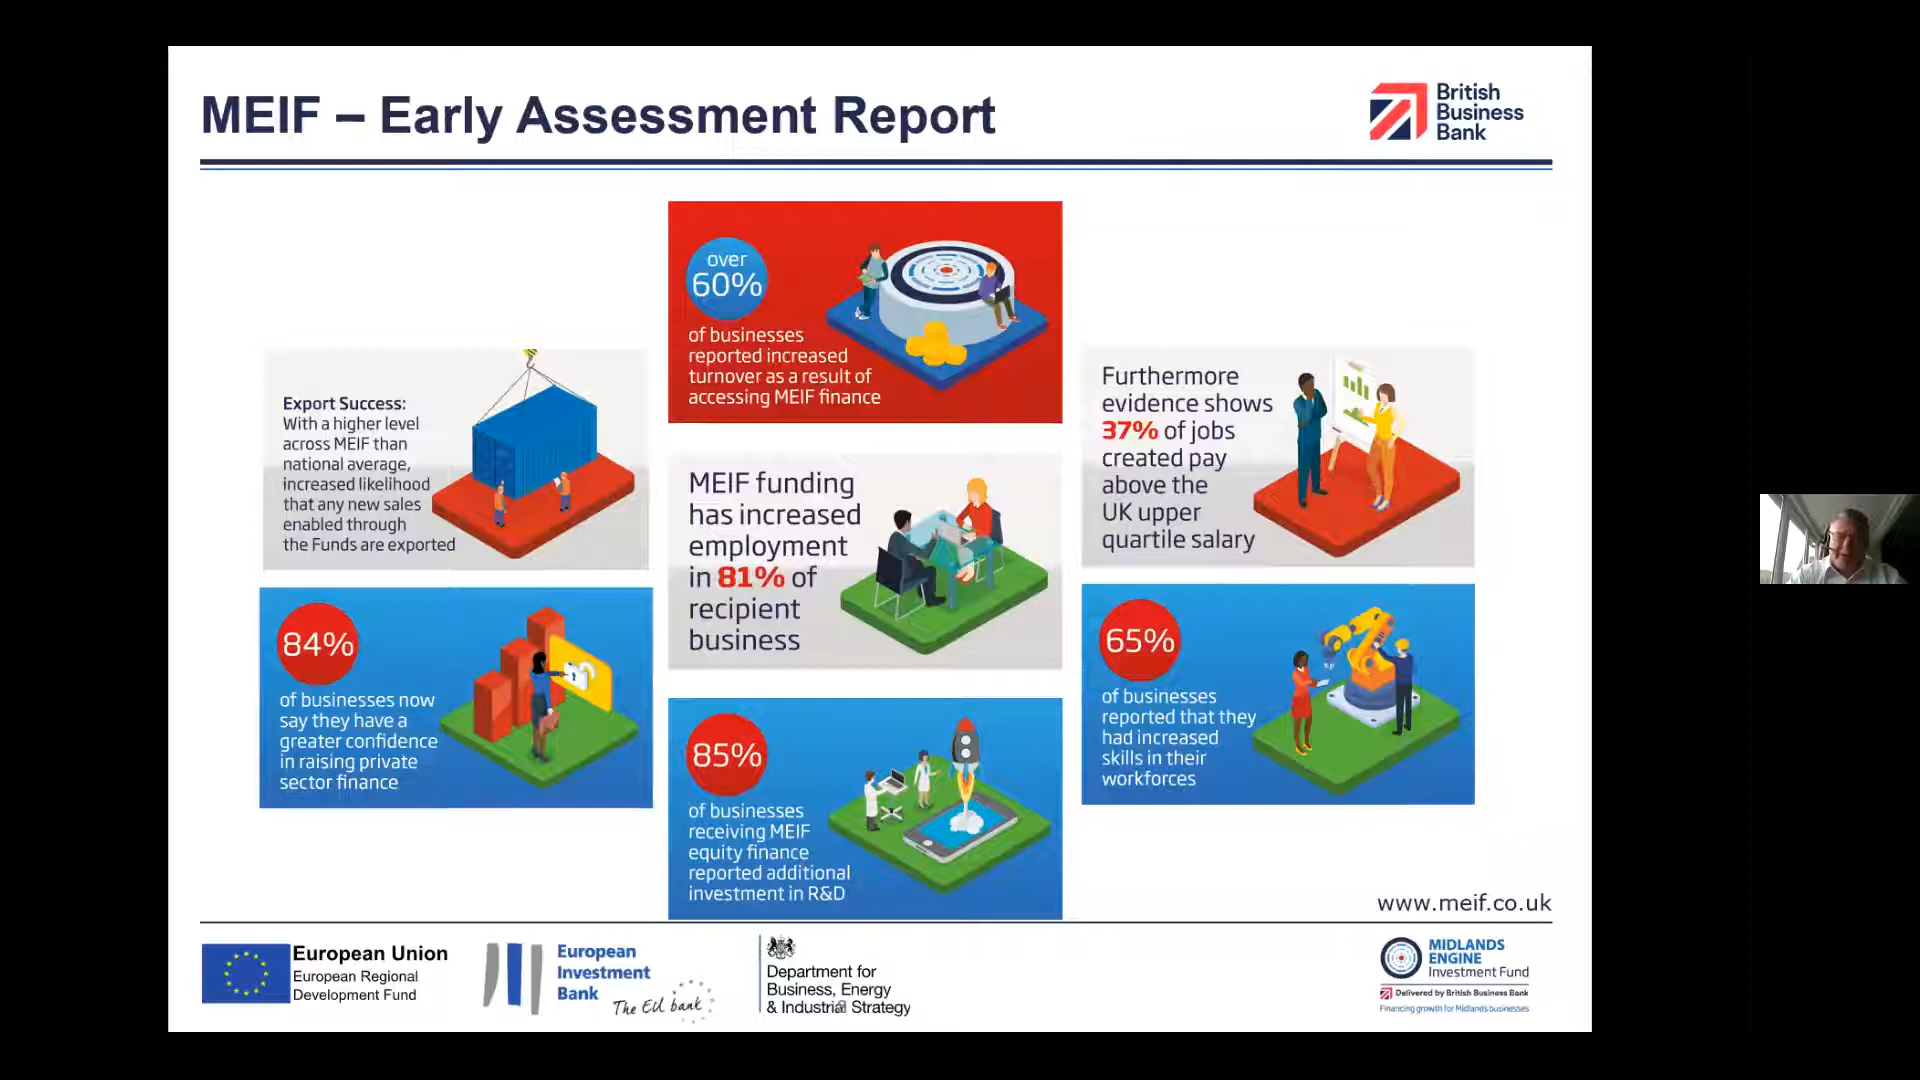 MEIF – Early Assessment Report
British
Business
Bank
over
60%
of businesses
reported increased
turnover as a result of
accessing MEIF finance
Export Success:
With a higher level
across MEIF than
national average,
increased likelihood
that any new sales
enabled through
the Funds are exported
MEIF funding
has increased
employment
in 81% of
recipient
business
Furthermore
evidence shows
37% of jobs
created pay
above the
UK upper
quartile salary
84%
of businesses now
say they have a
greater confidence
in raising private
sector finance
85%
of businesses
receiving MEIF
equity finance
reported additional
investment in R&D
65%
of businesses
reported that they
had increased
skills in their
workforces
www.meif.co.uk
European Union
European Regional
Development Fund
European
Investment
Bank
The EU bank
Department for
Business, Energy
& Industrial Strategy
MIDLANDS
ENGINE
Investment Fund
Delivered by British Business Bank
Financing growth for Midlands businesses